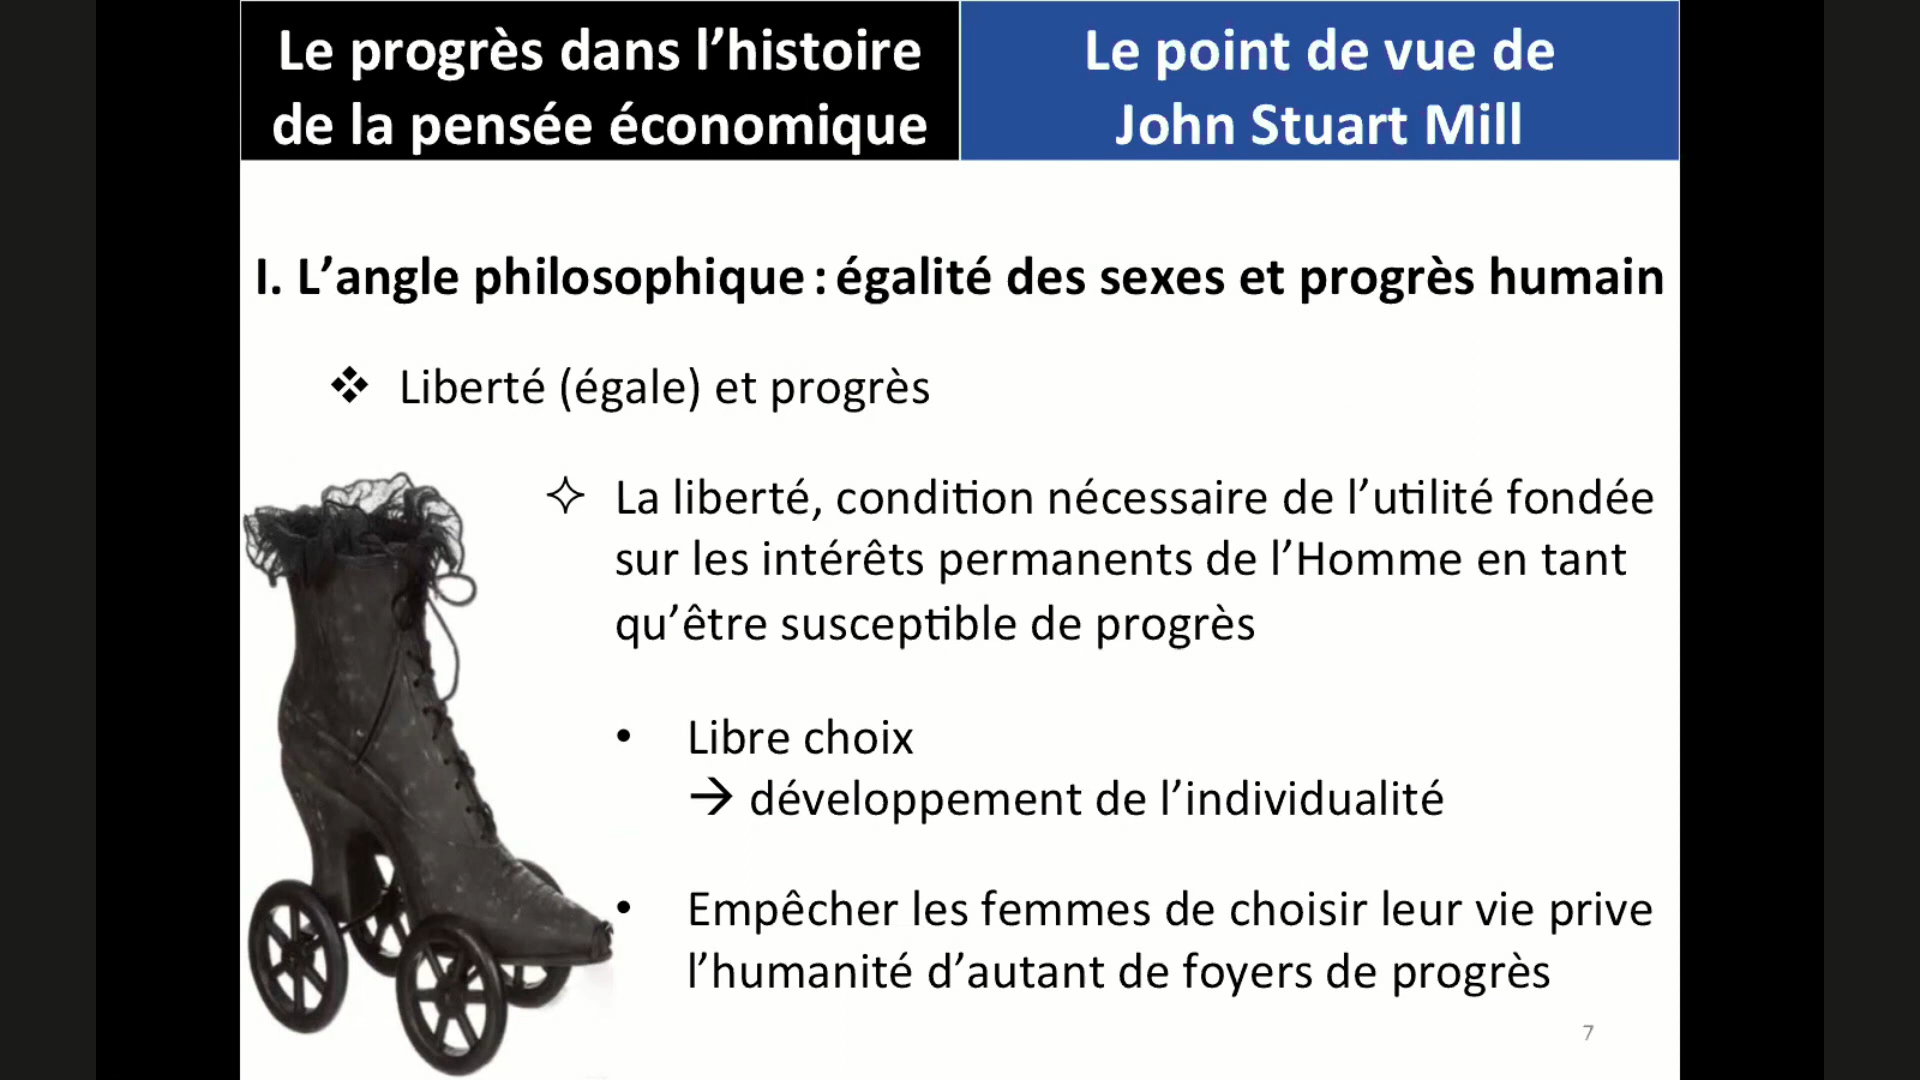 Le progrès dans l’histoire
de la pensée économique
Le point de vue de
John Stuart Mill
I. L’angle philosophique : égalité des sexes et progrès humain
❖ Liberté (égale) et progrès
✧ La liberté, condition nécessaire de l’utilité fondée
sur les intérêts permanents de l’Homme en tant
qu’être susceptible de progrès
• Libre choix
→ développement de l’individualité
• Empêcher les femmes de choisir leur vie prive
l’humanité d’autant de foyers de progrès
7